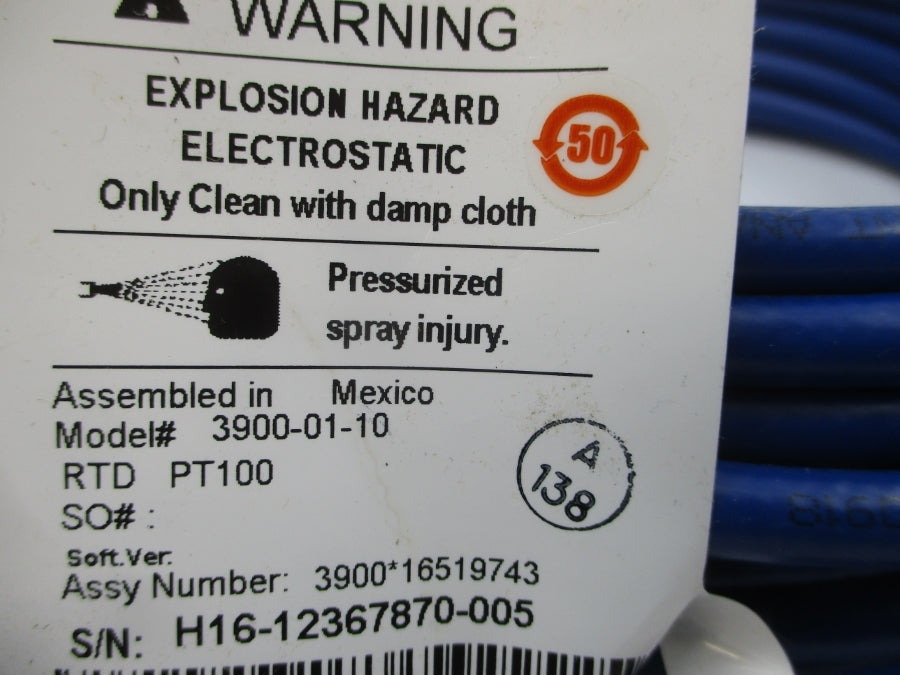 WARNING
EXPLOSION HAZARD
ELECTROSTATIC
50
Only Clean with damp cloth
Pressurized
spray injury.
Assembled in Mexico
Model# 3900-01-10
RTD PT100
A
138
SO# :
Soft.Ver:
Assy Number: 3900*16519743
S/N: H16-12367870-005